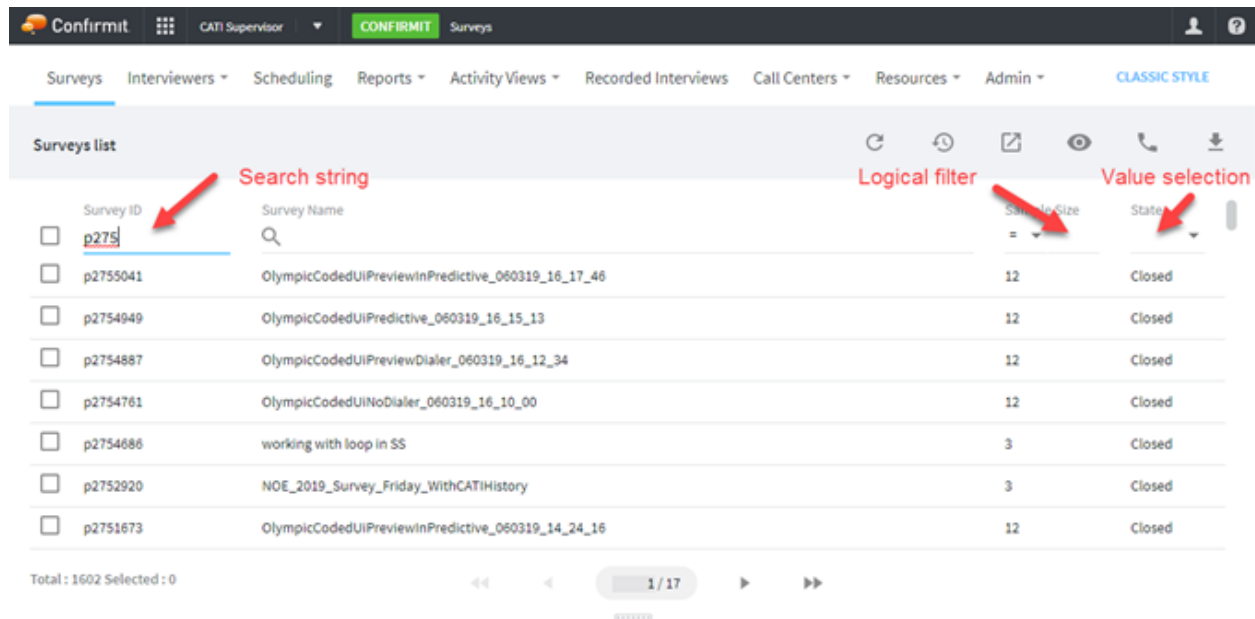 Confirmit CATI Supervisor CONFIRMIT Surveys
Surveys Interviewers Scheduling Reports Activity Views Recorded Interviews Call Centers Resources Admin CLASSIC STYLE
Surveys list
Search string Logical filter Value selection
Survey ID Survey Name Sample Size State
p275 =
p2755041 OlympicCodedUiPreviewInPredictive_060319_16_17_46 12 Closed
p2754949 OlympicCodedUiPredictive_060319_16_15_13 12 Closed
p2754887 OlympicCodedUiPreviewDialer_060319_16_12_34 12 Closed
p2754761 OlympicCodedUiNoDialer_060319_16_10_00 12 Closed
p2754686 working with loop in SS 3 Closed
p2752920 NOE_2019_Survey_Friday_WithCATIHistory 3 Closed
p2751673 OlympicCodedUiPreviewInPredictive_060319_14_24_16 12 Closed
Total : 1602 Selected : 0 1 / 17